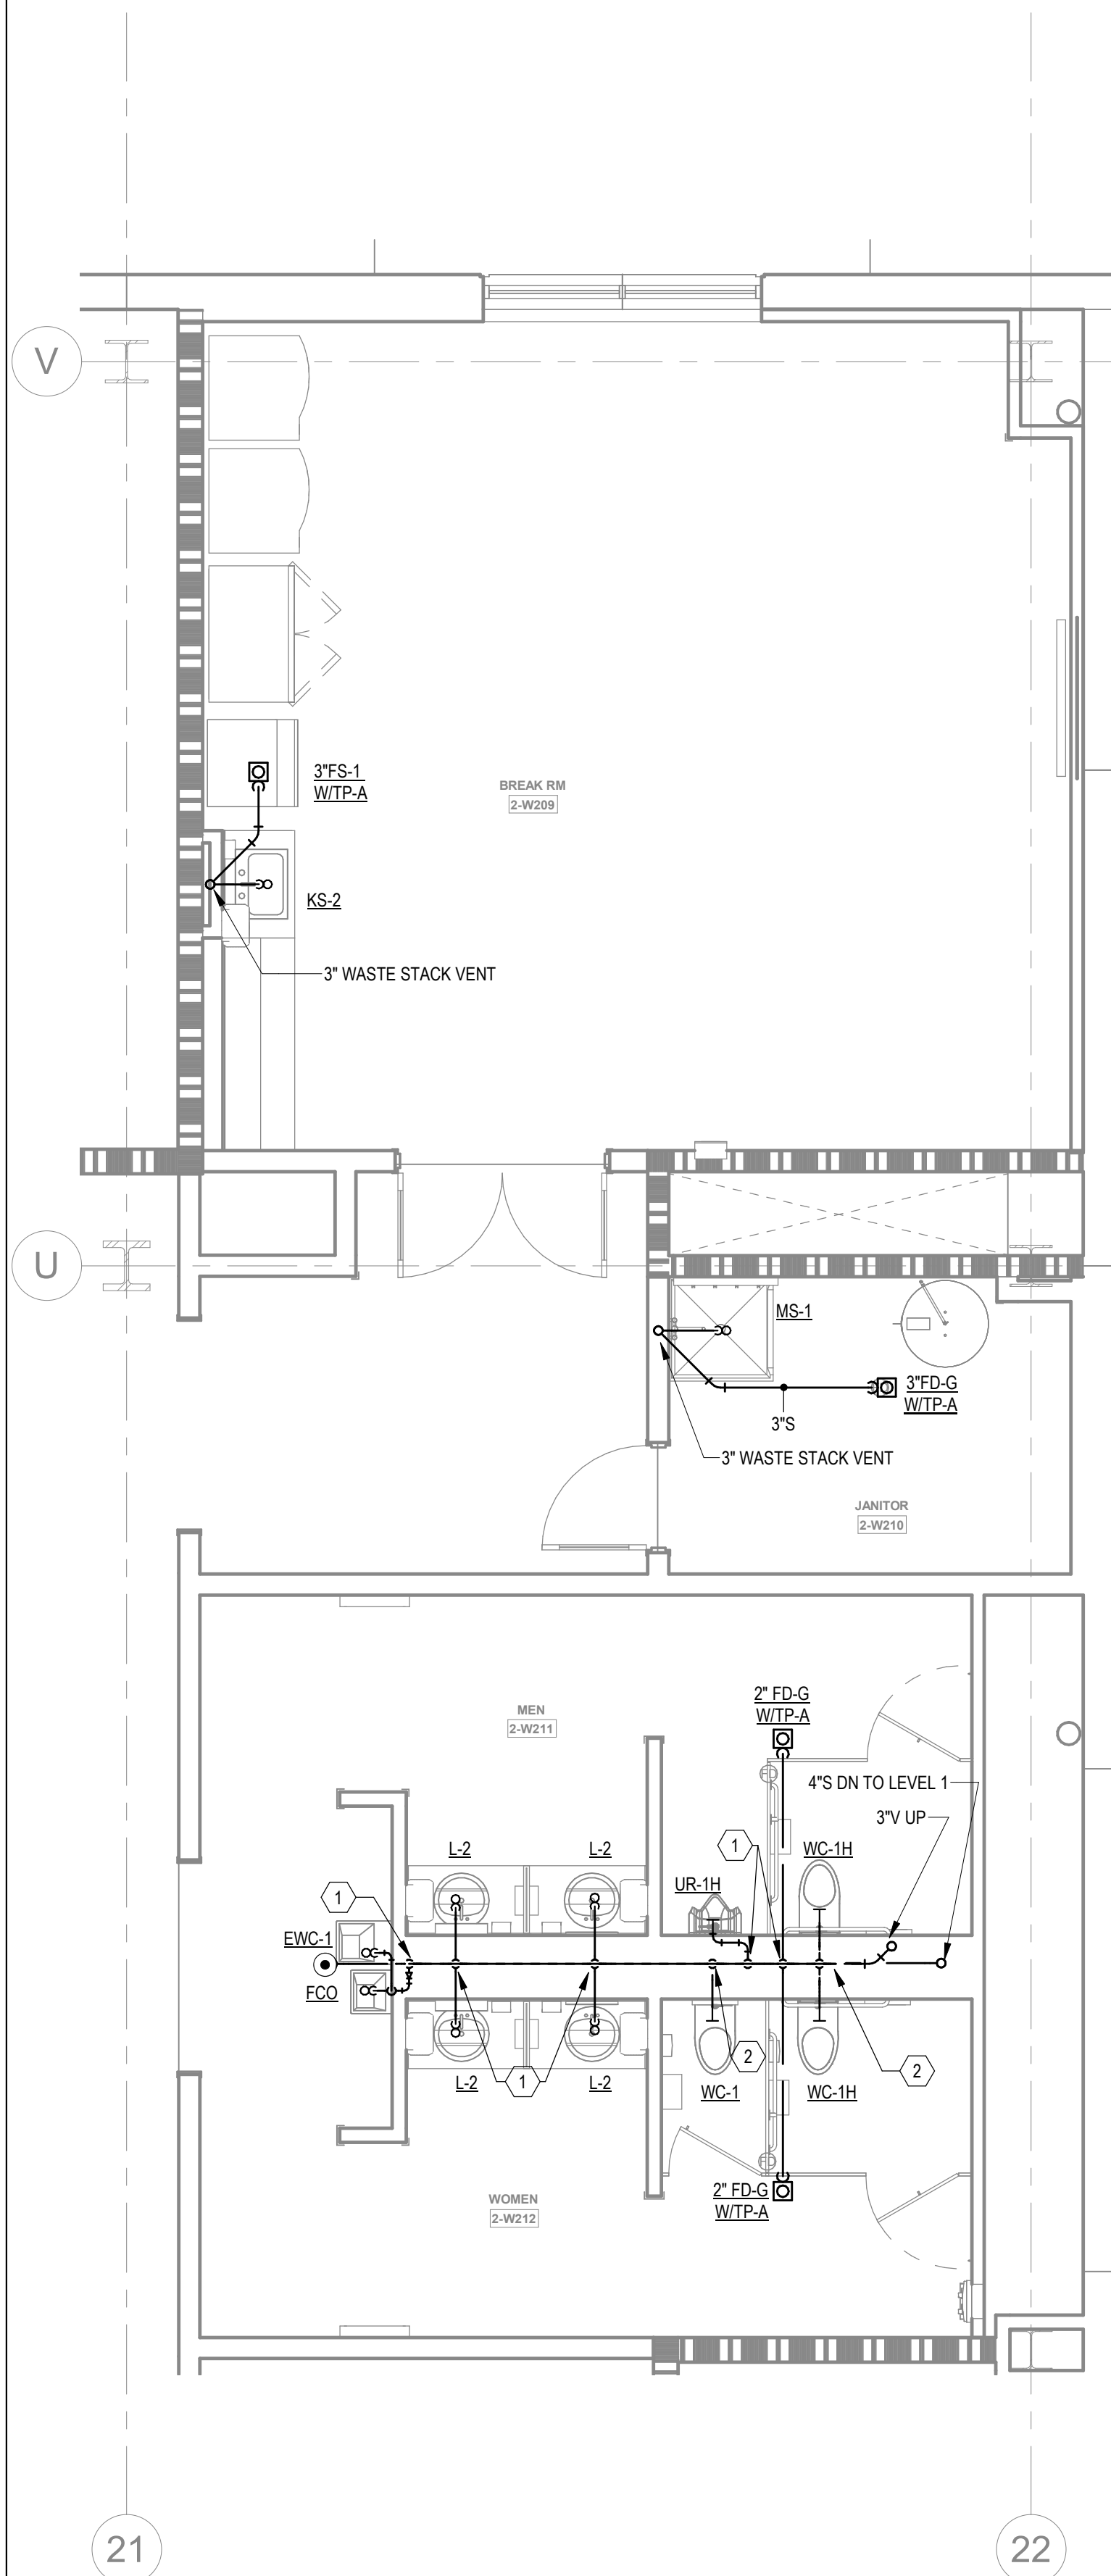 V
3"FS-1
W/TP-A
BREAK RM
2-W209
KS-2
3" WASTE STACK VENT
U
MS-1
3"FD-G
W/TP-A
3"S
3" WASTE STACK VENT
JANITOR
2-W210
2" FD-G
W/TP-A
MEN
2-W211
4"S DN TO LEVEL 1
3"V UP
L-2
L-2
1
WC-1H
UR-1H
1
EWC-1
FCO
2
2
1
L-2
L-2
WC-1
WC-1H
2" FD-G
W/TP-A
WOMEN
2-W212
21
22